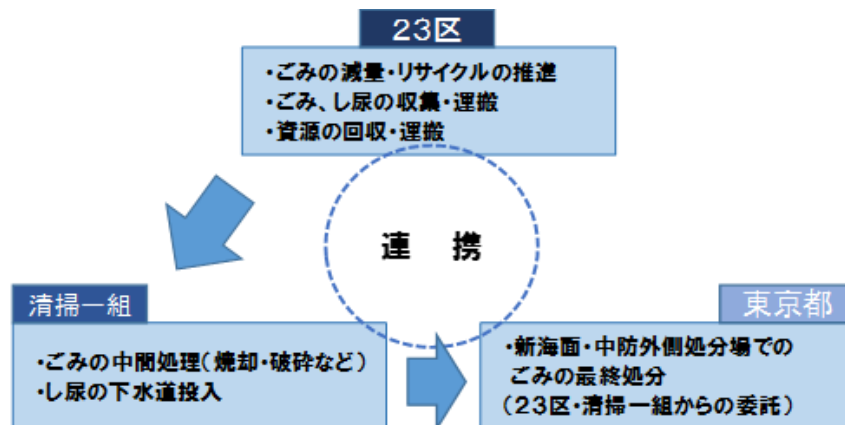 23区
・ごみの減量・リサイクルの推進
・ごみ、し尿の収集・運搬
・資源の回収・運搬
連　携
清掃一組
・ごみの中間処理(焼却・破砕など)
・し尿の下水道投入
東京都
・新海面・中防外側処分場での
ごみの最終処分
(23区・清掃一組からの委託)